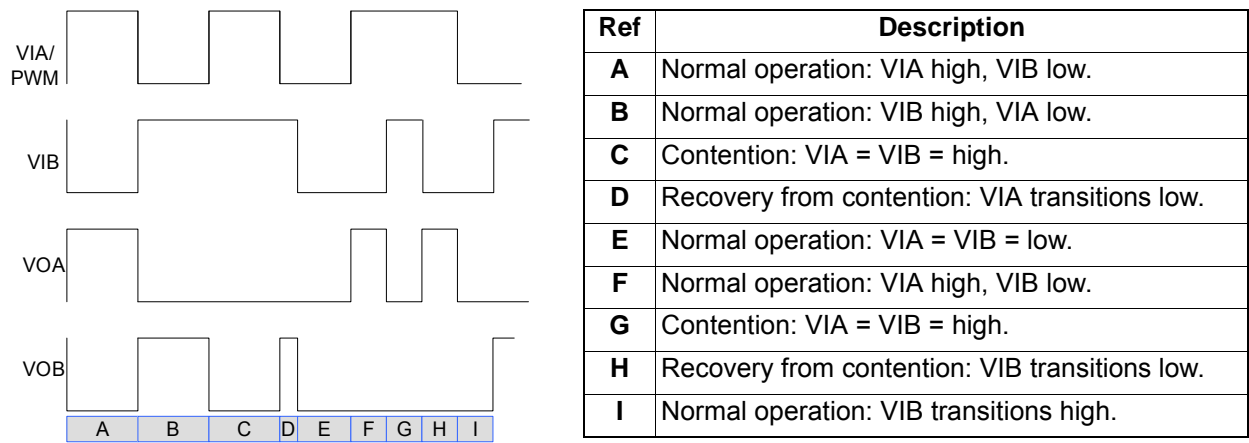 VIA/
PWM
VIB
VOA
VOB
A B C D E F G H I
Ref Description
A Normal operation: VIA high, VIB low.
B Normal operation: VIB high, VIA low.
C Contention: VIA = VIB = high.
D Recovery from contention: VIA transitions low.
E Normal operation: VIA = VIB = low.
F Normal operation: VIA high, VIB low.
G Contention: VIA = VIB = high.
H Recovery from contention: VIB transitions low.
I Normal operation: VIB transitions high.